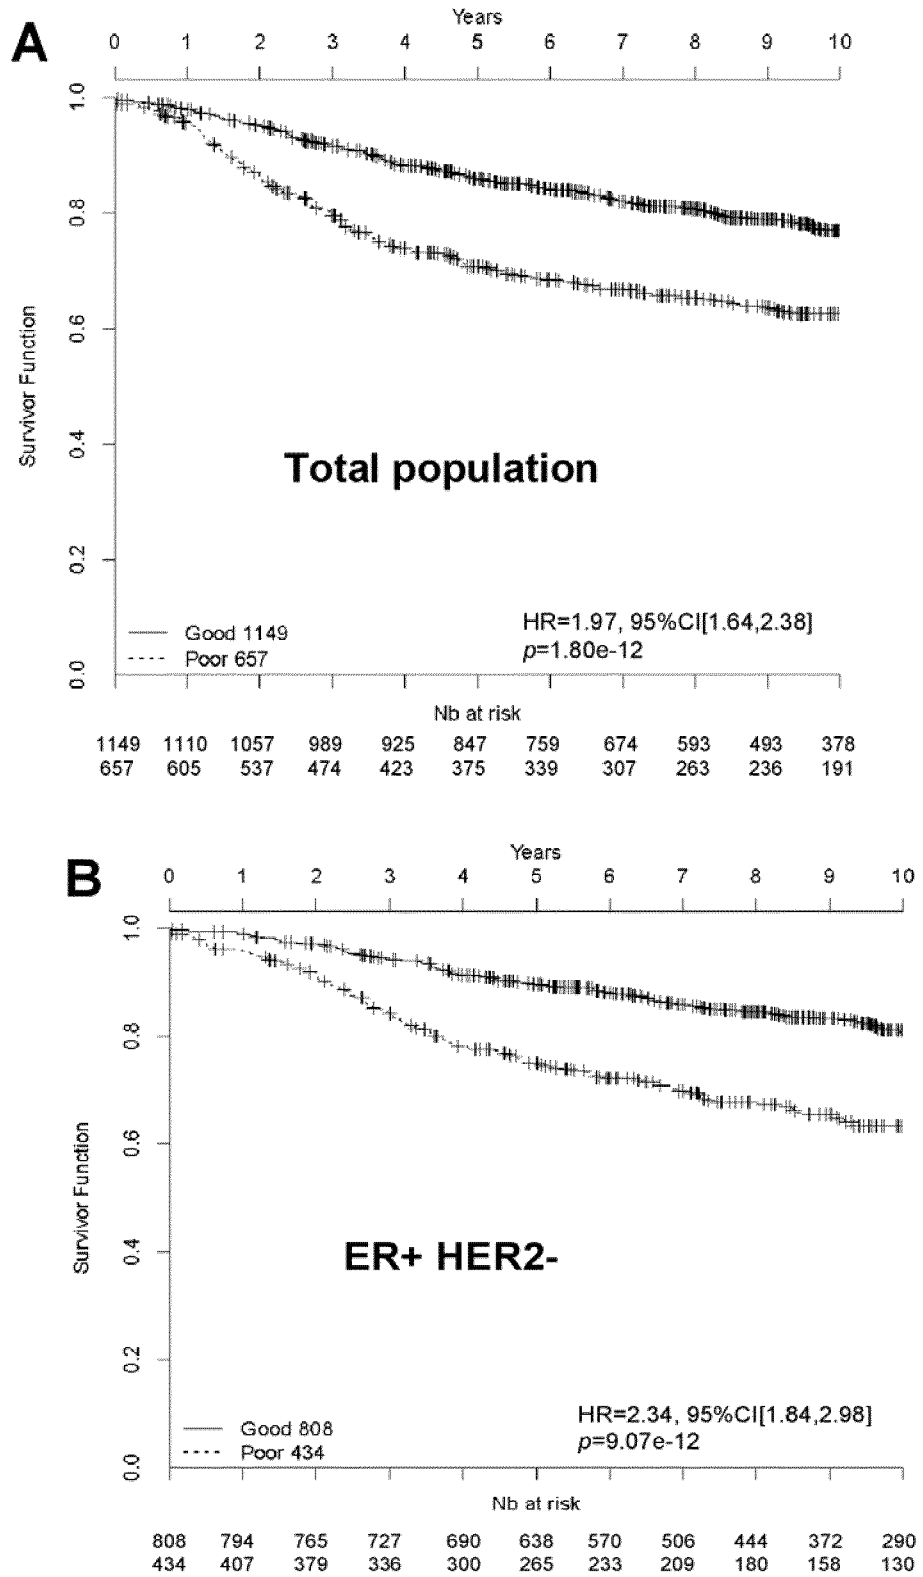 A
Years
0 1 2 3 4 5 6 7 8 9 10
1.0
0.8
0.6
0.4
0.2
0.0
Survivor Function
Total population
Good 1149
Poor 657
HR=1.97, 95%CI[1.64,2.38]
p=1.80e-12
Nb at risk
1149 1110 1057 989 925 847 759 674 593 493 378
657 605 537 474 423 375 339 307 263 236 191
B
Years
0 1 2 3 4 5 6 7 8 9 10
1.0
0.8
0.6
0.4
0.2
0.0
Survivor Function
ER+ HER2-
Good 808
Poor 434
HR=2.34, 95%CI[1.84,2.98]
p=9.07e-12
Nb at risk
808 794 765 727 690 638 570 506 444 372 290
434 407 379 336 300 265 233 209 180 158 130